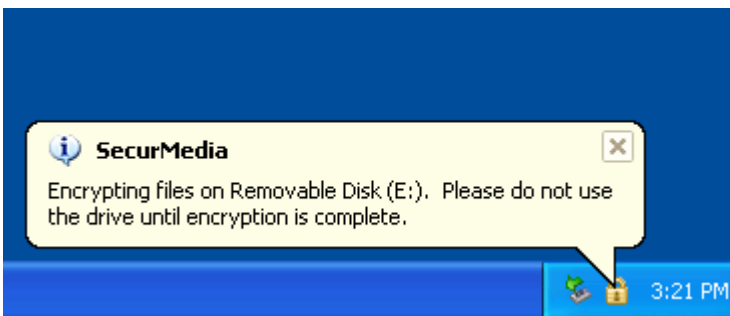 SecurMedia
Encrypting files on Removable Disk (E:).  Please do not use
the drive until encryption is complete.
3:21 PM